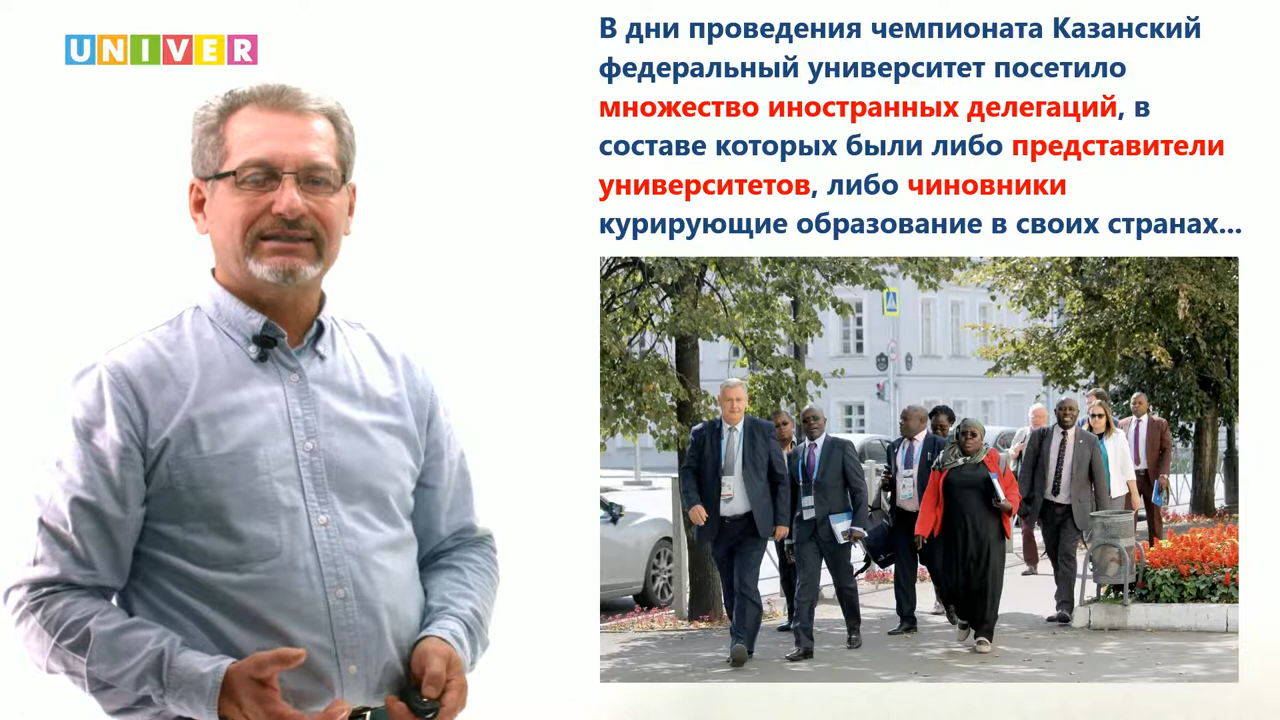 UNIVER
В дни проведения чемпионата Казанский
федеральный университет посетило
множество иностранных делегаций, в
составе которых были либо представители
университетов, либо чиновники
курирующие образование в своих странах...